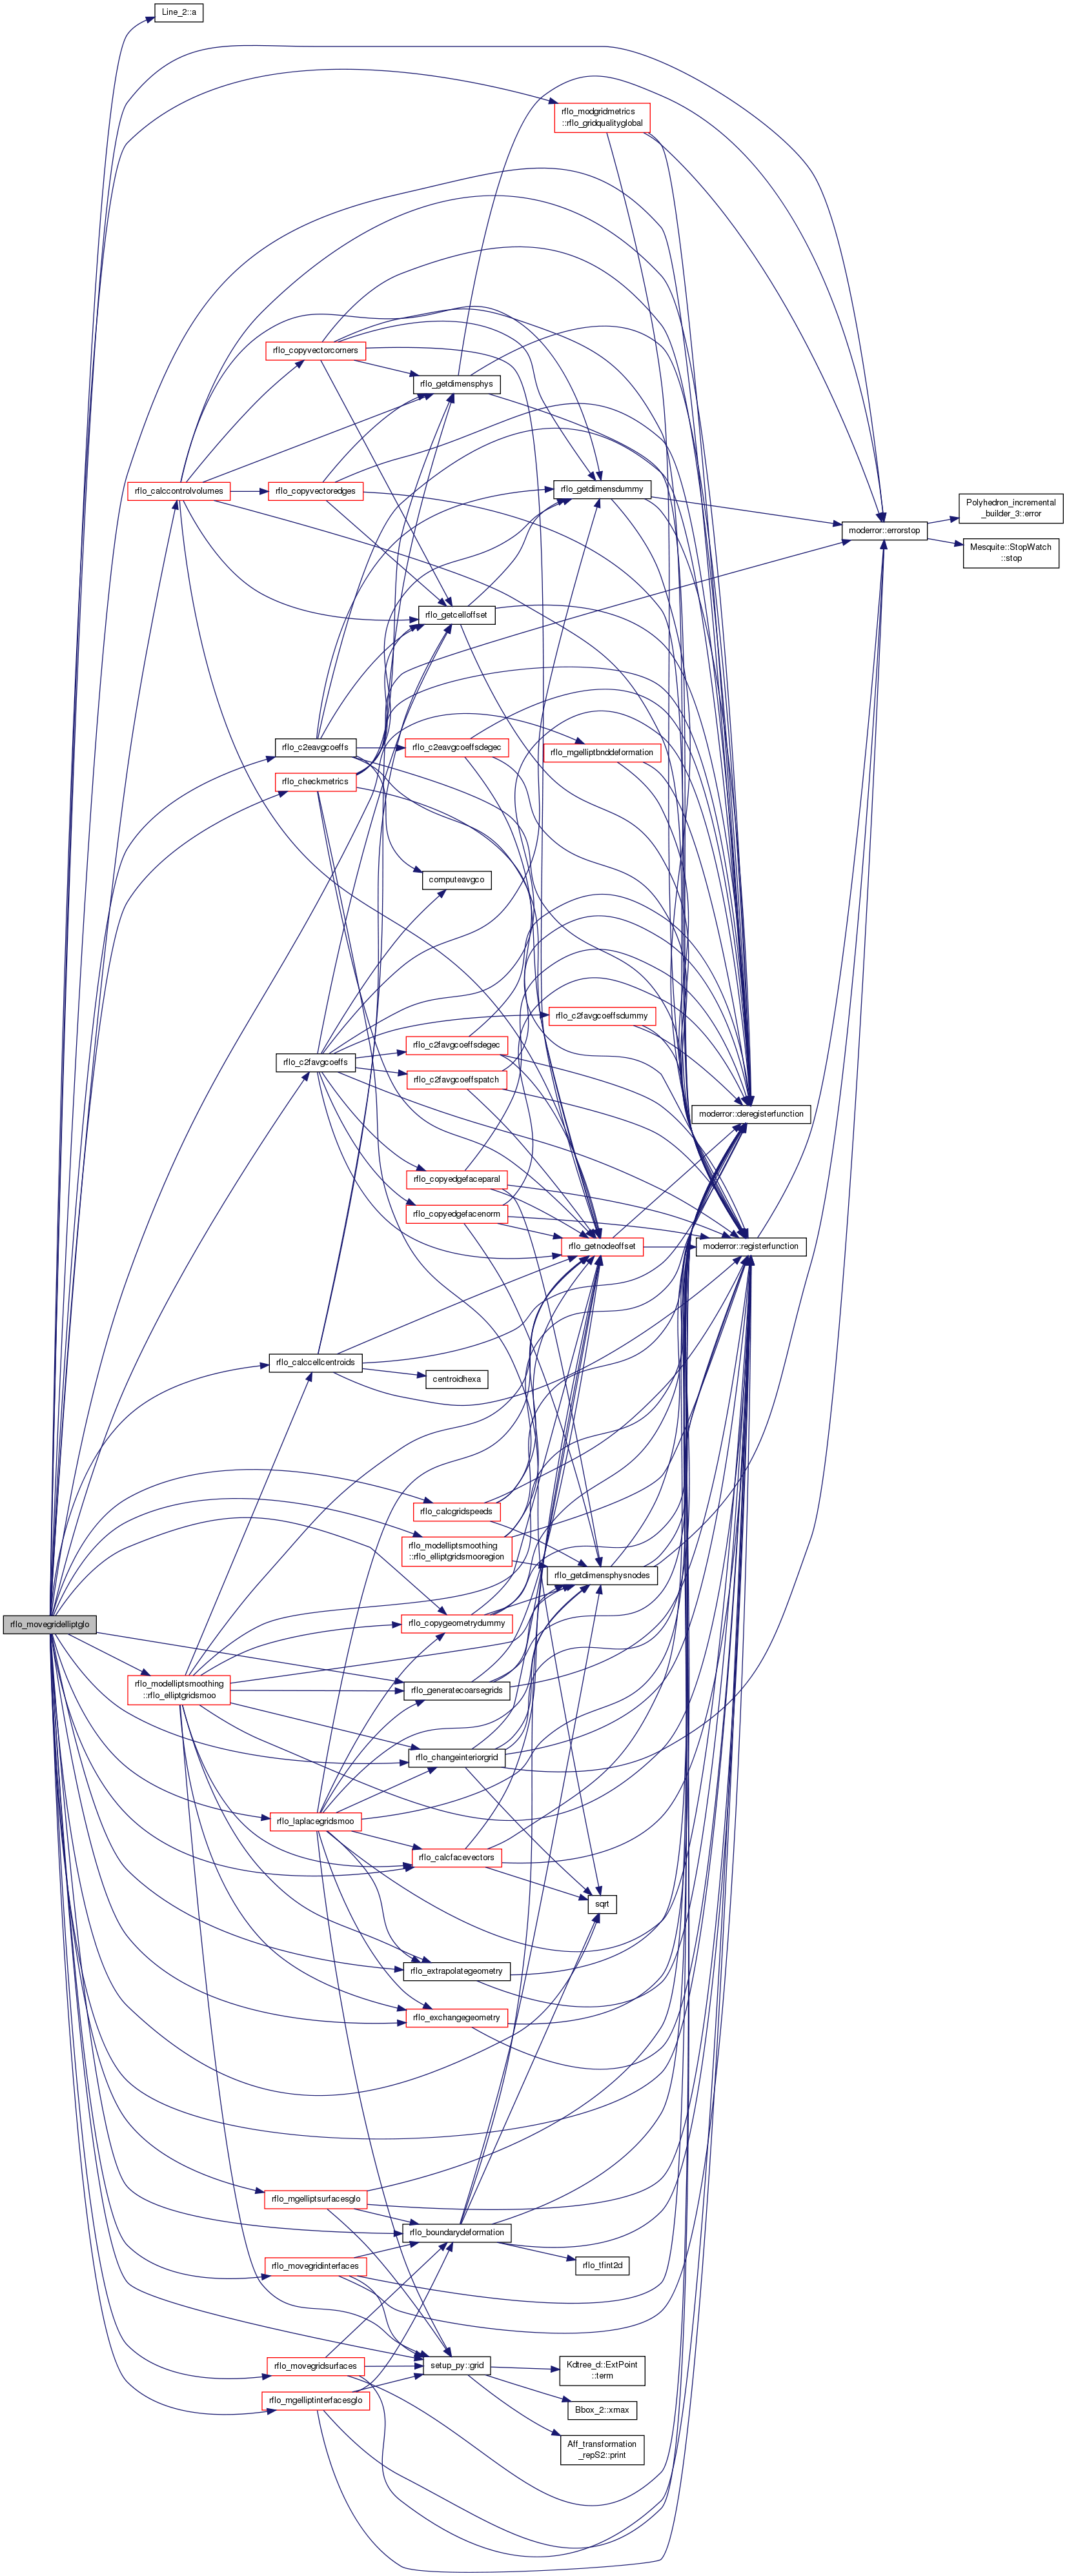 Line_2::a
rflo_modgridmetrics
::rflo_gridqualityglobal
rflo_copyvectorcorners
rflo_getdimensphys
rflo_calccontrolvolumes
rflo_copyvectoredges
rflo_getdimensdummy
Polyhedron_incremental
_builder_3::error
moderror::errorstop
Mesquite::StopWatch
::stop
rflo_getcelloffset
rflo_c2eavgcoeffs
rflo_c2eavgcoeffsdegec
rflo_mgelliptbnddeformation
rflo_checkmetrics
computeavgco
rflo_c2favgcoeffsdummy
rflo_c2favgcoeffsdegec
rflo_c2favgcoeffs
rflo_c2favgcoeffspatch
moderror::deregisterfunction
rflo_copyedgefaceparal
rflo_copyedgefacenorm
rflo_getnodeoffset
moderror::registerfunction
rflo_calccellcentroids
centroidhexa
rflo_calcgridspeeds
rflo_modelliptsmoothing
::rflo_elliptgridsmooregion
rflo_getdimensphysnodes
rflo_movegridelliptglo
rflo_copygeometrydummy
rflo_modelliptsmoothing
::rflo_elliptgridsmoo
rflo_generatecoarsegrids
rflo_changeinteriorgrid
rflo_laplacegridsmoo
rflo_calcfacevectors
sqrt
rflo_extrapolategeometry
rflo_exchangegeometry
rflo_mgelliptsurfacesglo
rflo_boundarydeformation
rflo_movegridinterfaces
rflo_tfint2d
rflo_movegridsurfaces
setup_py::grid
Kdtree_d::ExtPoint
::term
rflo_mgelliptinterfacesglo
Bbox_2::xmax
Aff_transformation
_repS2::print